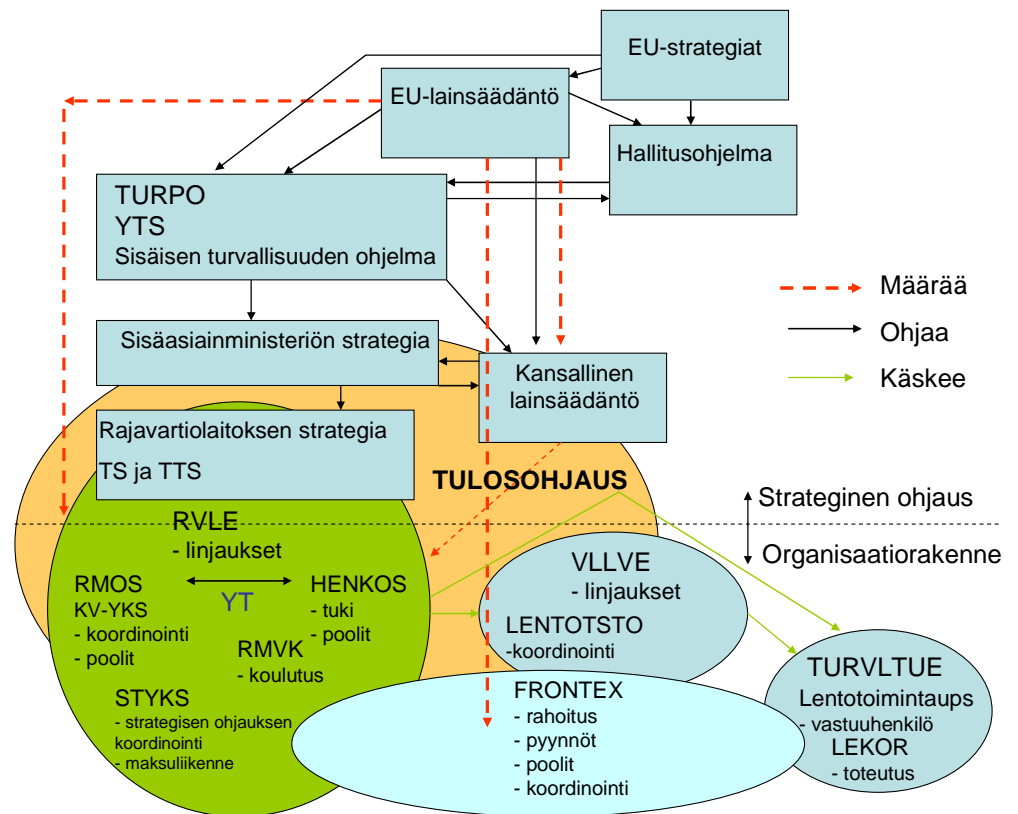 EU-strategiat
EU-lainsäädäntö
Hallitusohjelma
TURPO
YTS
Sisäisen turvallisuuden ohjelma
Määrää
Ohjaa
Käskee
Sisäasiainministeriön strategia
Kansallinen
lainsäädäntö
Rajavartiolaitoksen strategia
TS ja TTS
TULOSOHJAUS
Strateginen ohjaus
Organisaatiorakenne
RVLE
- linjaukset
RMOS
KV-YKS
- koordinointi
- poolit
YT
HENKOS
- tuki
- poolit
RMVK
- koulutus
STYKS
- strategisen ohjauksen
koordinointi
- maksuliikenne
VLLVE
- linjaukset
LENTOTSTO
-koordinointi
FRONTEX
- rahoitus
- pyynnöt
- poolit
- koordinointi
TURVLTUE
Lentotoimintaups
- vastuuhenkilö
LEKOR
- toteutus